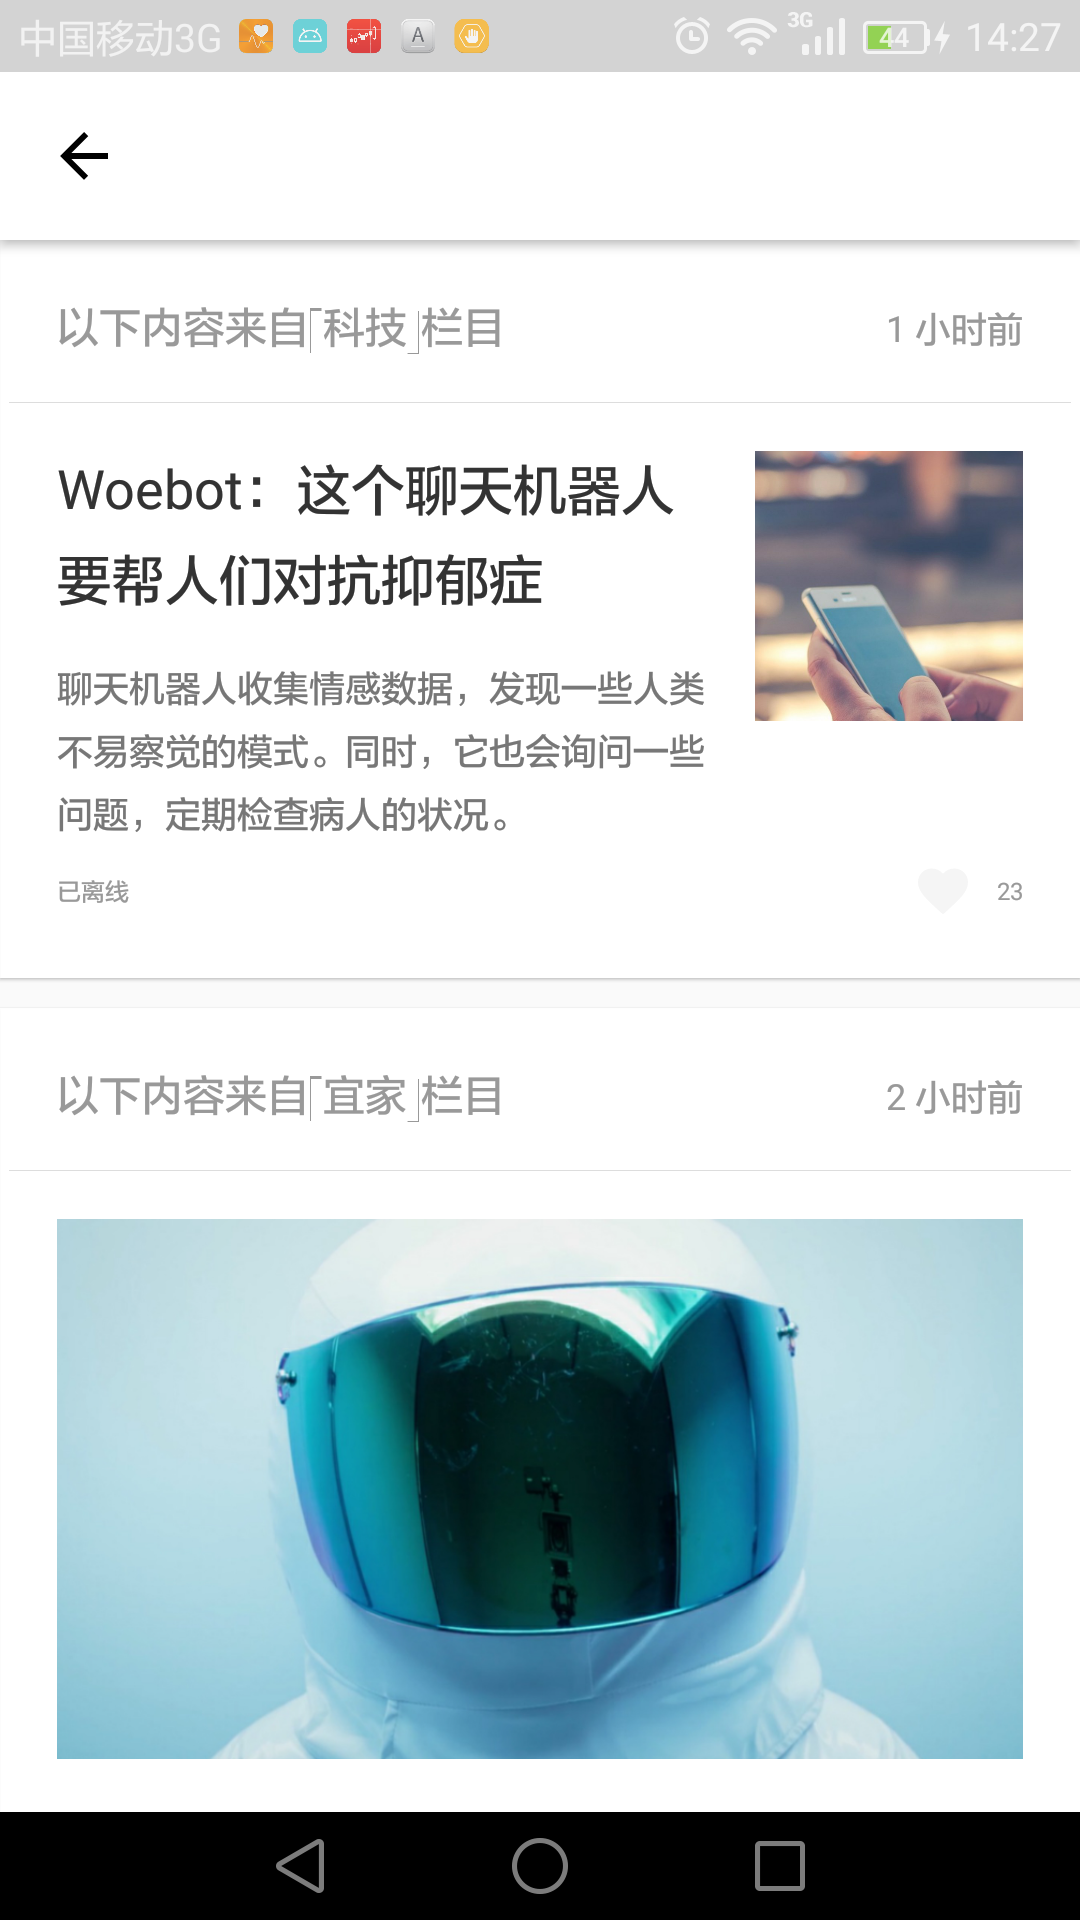 中国移动3G A 3G 44 14:27
以下内容来自「科技」栏目 1 小时前
Woebot：这个聊天机器人
要帮人们对抗抑郁症
聊天机器人收集情感数据，发现一些人类
不易察觉的模式。同时，它也会询问一些
问题，定期检查病人的状况。
已离线 23
以下内容来自「宜家」栏目 2 小时前